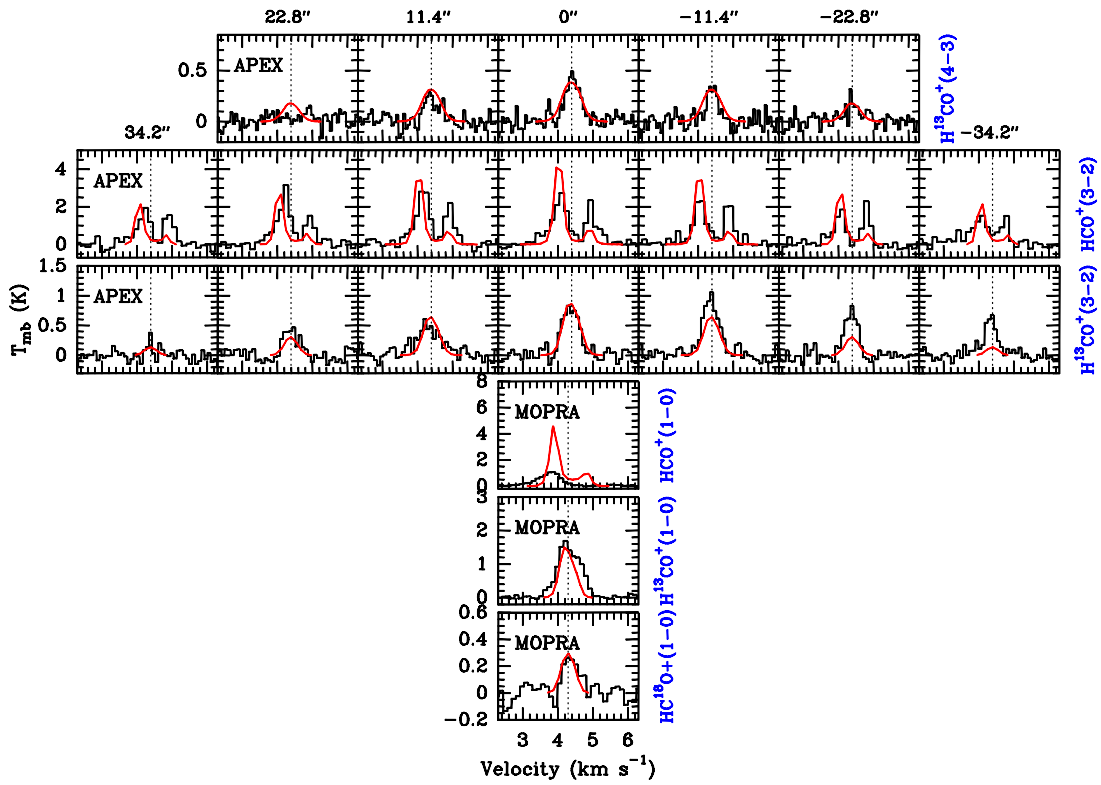 22.8″ 11.4″ 0″ −11.4″ −22.8″
APEX
0.5
0
H¹³CO⁺(4−3)
34.2″ −34.2″
APEX
4
2
0
HCO⁺(3−2)
APEX
1.5
1
0.5
0
H¹³CO⁺(3−2)
T_mb (K)
MOPRA
8
6
4
2
0
HCO⁺(1−0)
MOPRA
3
2
1
0
H¹³CO⁺(1−0)
MOPRA
0.6
0.4
0.2
0
−0.2
HC¹⁸O+(1−0)
3 4 5 6
Velocity (km s⁻¹)